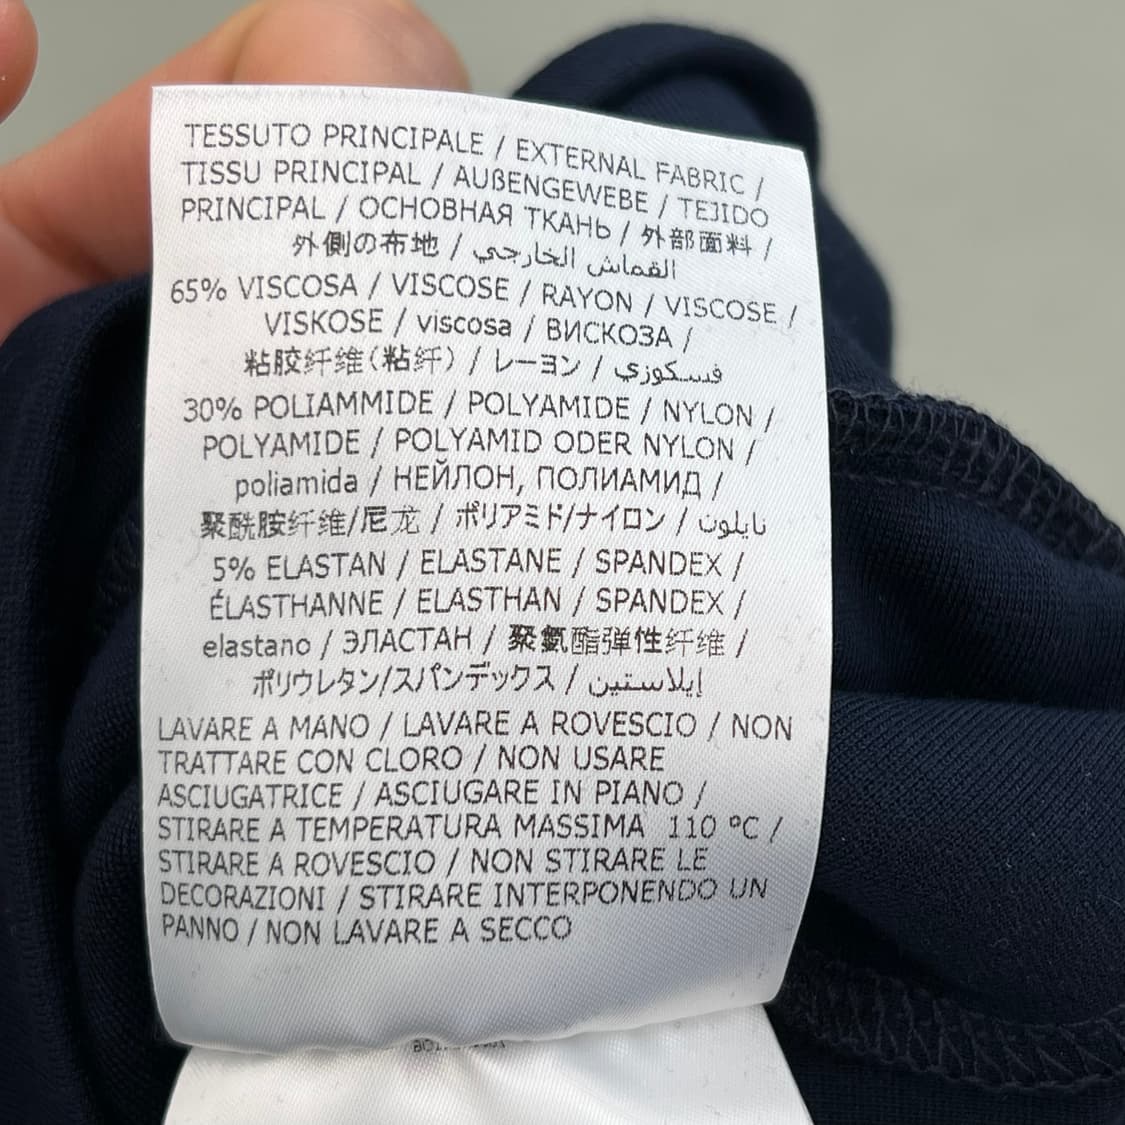 TESSUTO PRINCIPALE / EXTERNAL FABRIC /
TISSU PRINCIPAL / AUßENGEWEBE / TEJIDO
PRINCIPAL / ОСНОВНАЯ ТКАНЬ / 外部面料 /
外側の布地 / القماش الخارجي
65% VISCOSA / VISCOSE / RAYON / VISCOSE /
VISKOSE / viscosa / ВИСКОЗА /
粘胶纤维(粘纤) / レーヨン / فسكوزي
30% POLIAMMIDE / POLYAMIDE / NYLON /
POLYAMIDE / POLYAMID ODER NYLON /
poliamida / НЕЙЛОН, ПОЛИАМИД /
聚酰胺纤维/尼龙 / ポリアミド/ナイロン / نايلون
5% ELASTAN / ELASTANE / SPANDEX /
ÉLASTHANNE / ELASTHAN / SPANDEX /
elastano / ЭЛАСТАН / 聚氨酯弹性纤维 /
ポリウレタン/スパンデックス / إيلاستين
LAVARE A MANO / LAVARE A ROVESCIO / NON
TRATTARE CON CLORO / NON USARE
ASCIUGATRICE / ASCIUGARE IN PIANO /
STIRARE A TEMPERATURA MASSIMA 110 °C /
STIRARE A ROVESCIO / NON STIRARE LE
DECORAZIONI / STIRARE INTERPONENDO UN
PANNO / NON LAVARE A SECCO